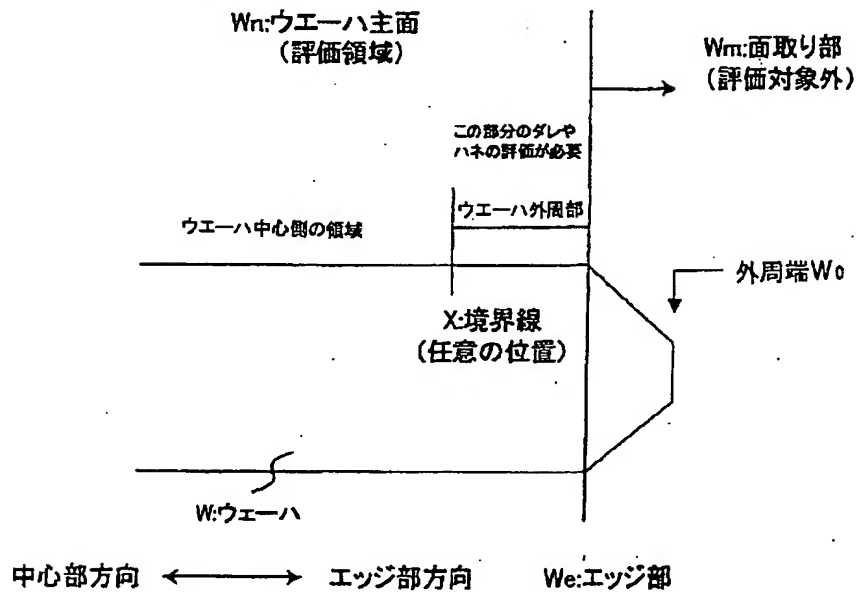 Wn:ウエーハ主面
(評価領域)
Wm:面取り部
(評価対象外)
この部分のダレや
ハネの評価が必要
ウエーハ外周部
ウエーハ中心側の領域
外周端Wo
X:境界線
(任意の位置)
W:ウェーハ
中心部方向
エッジ部方向
We:エッジ部